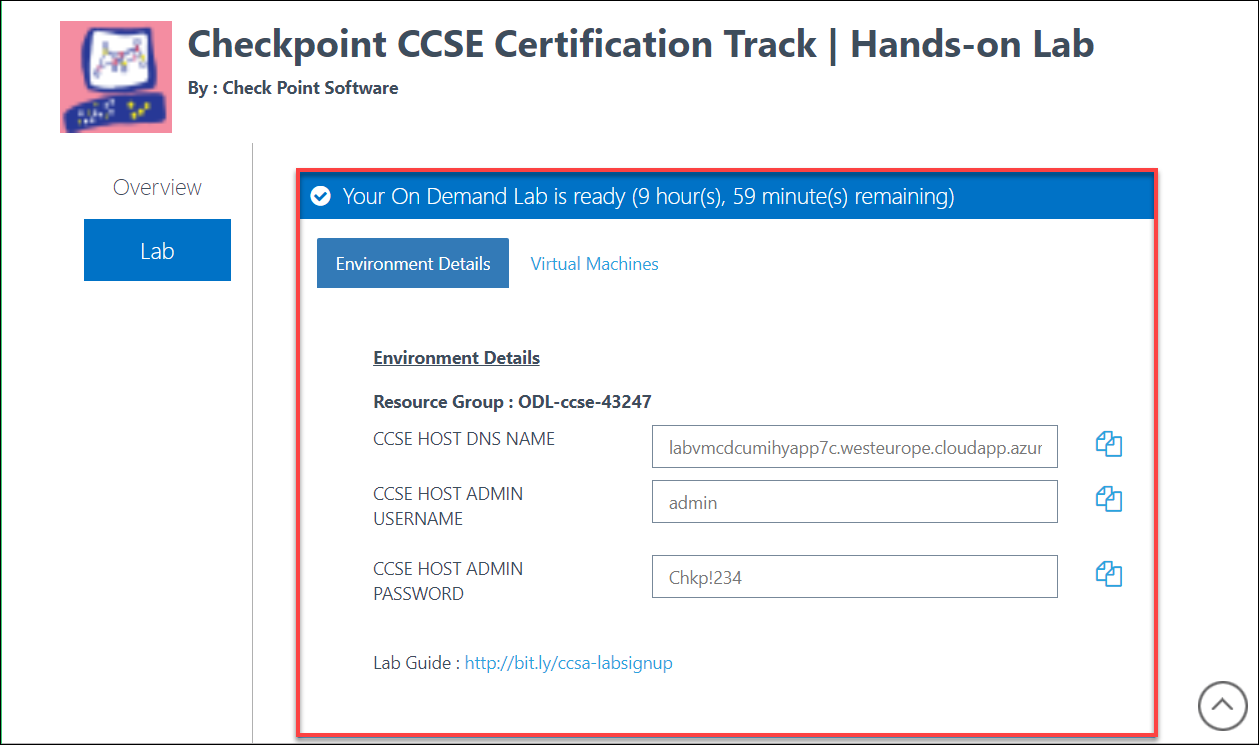 Checkpoint CCSE Certification Track | Hands-on Lab
By : Check Point Software
Overview
Lab
Your On Demand Lab is ready (9 hour(s), 59 minute(s) remaining)
Environment Details
Virtual Machines
Environment Details
Resource Group : ODL-ccse-43247
CCSE HOST DNS NAME
labvmcdcumihyapp7c.westeurope.cloudapp.azur
CCSE HOST ADMIN
USERNAME
admin
CCSE HOST ADMIN
PASSWORD
Chkp!234
Lab Guide : http://bit.ly/ccsa-labsignup